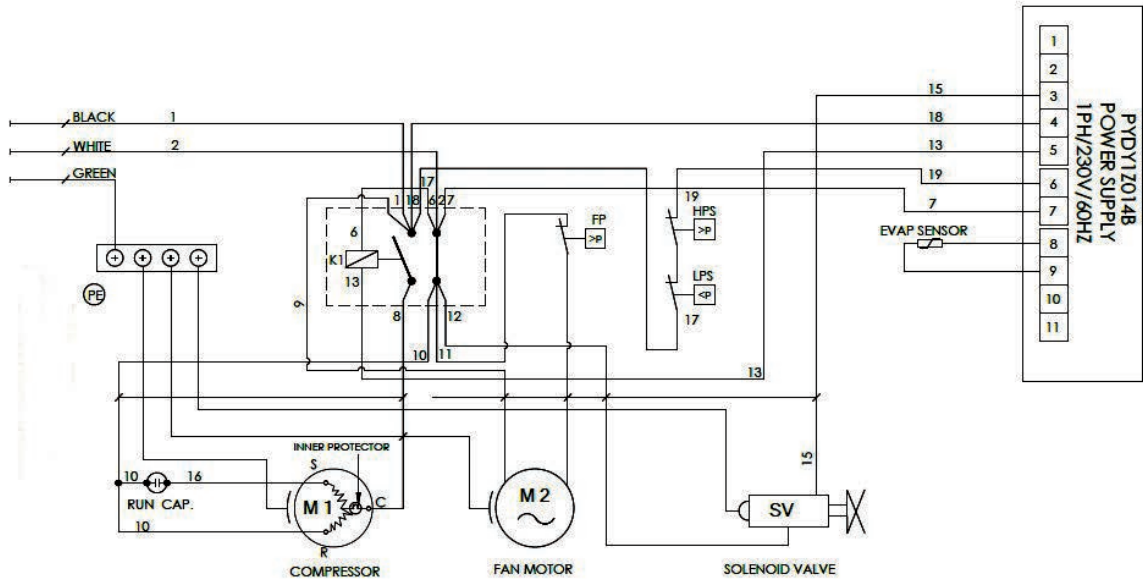 BLACK 1
WHITE 2
GREEN
PE
1 18 17 6 2 7
6
K1
13
8
10
11
12
9
FP
>P
19
HPS
>P
LPS
<P
17
15
18
13
19
7
EVAP SENSOR
1
2
3
4
5
6
7
8
9
10
11
PYDY1Z014B
POWER SUPPLY
1PH/230V/60HZ
13
15
INNER PROTECTOR
10
16
RUN CAP.
10
S
M 1
C
R
COMPRESSOR
M 2
FAN MOTOR
SV
SOLENOID VALVE